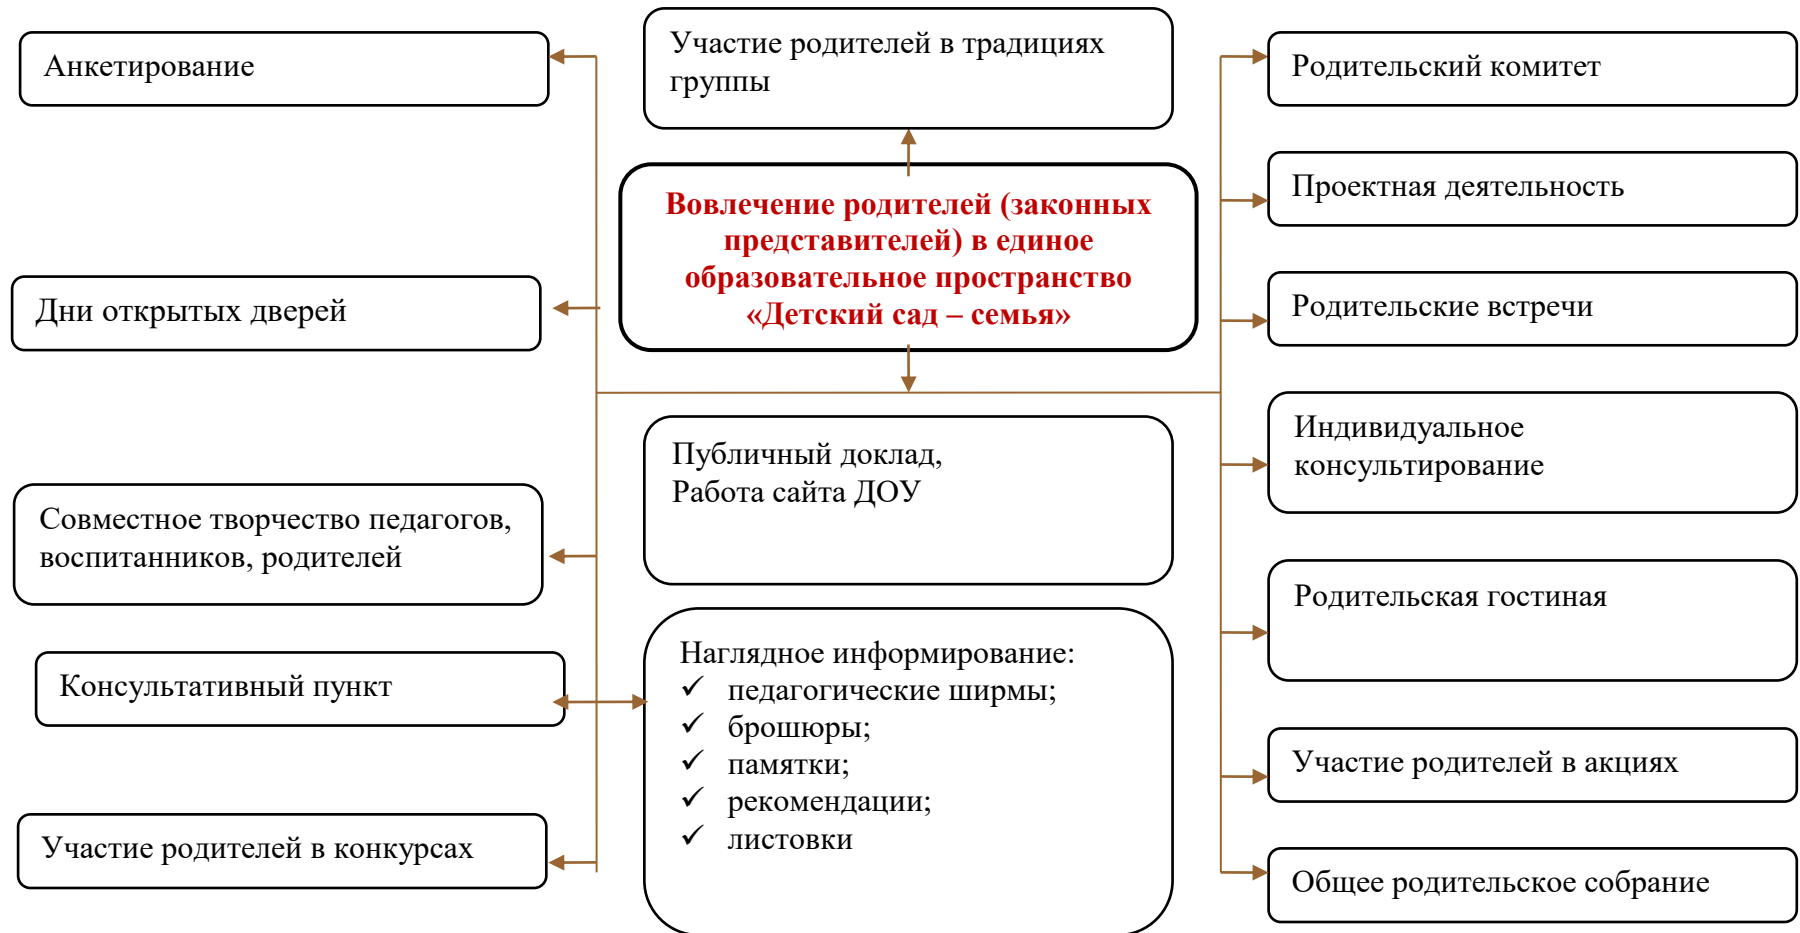 Анкетирование
Дни открытых дверей
Совместное творчество педагогов,
воспитанников, родителей
Консультативный пункт
Участие родителей в конкурсах
Участие родителей в традициях
группы
Вовлечение родителей (законных
представителей) в единое
образовательное пространство
«Детский сад – семья»
Публичный доклад,
Работа сайта ДОУ
Наглядное информирование:
✓ педагогические ширмы;
✓ брошюры;
✓ памятки;
✓ рекомендации;
✓ листовки
Родительский комитет
Проектная деятельность
Родительские встречи
Индивидуальное
консультирование
Родительская гостиная
Участие родителей в акциях
Общее родительское собрание